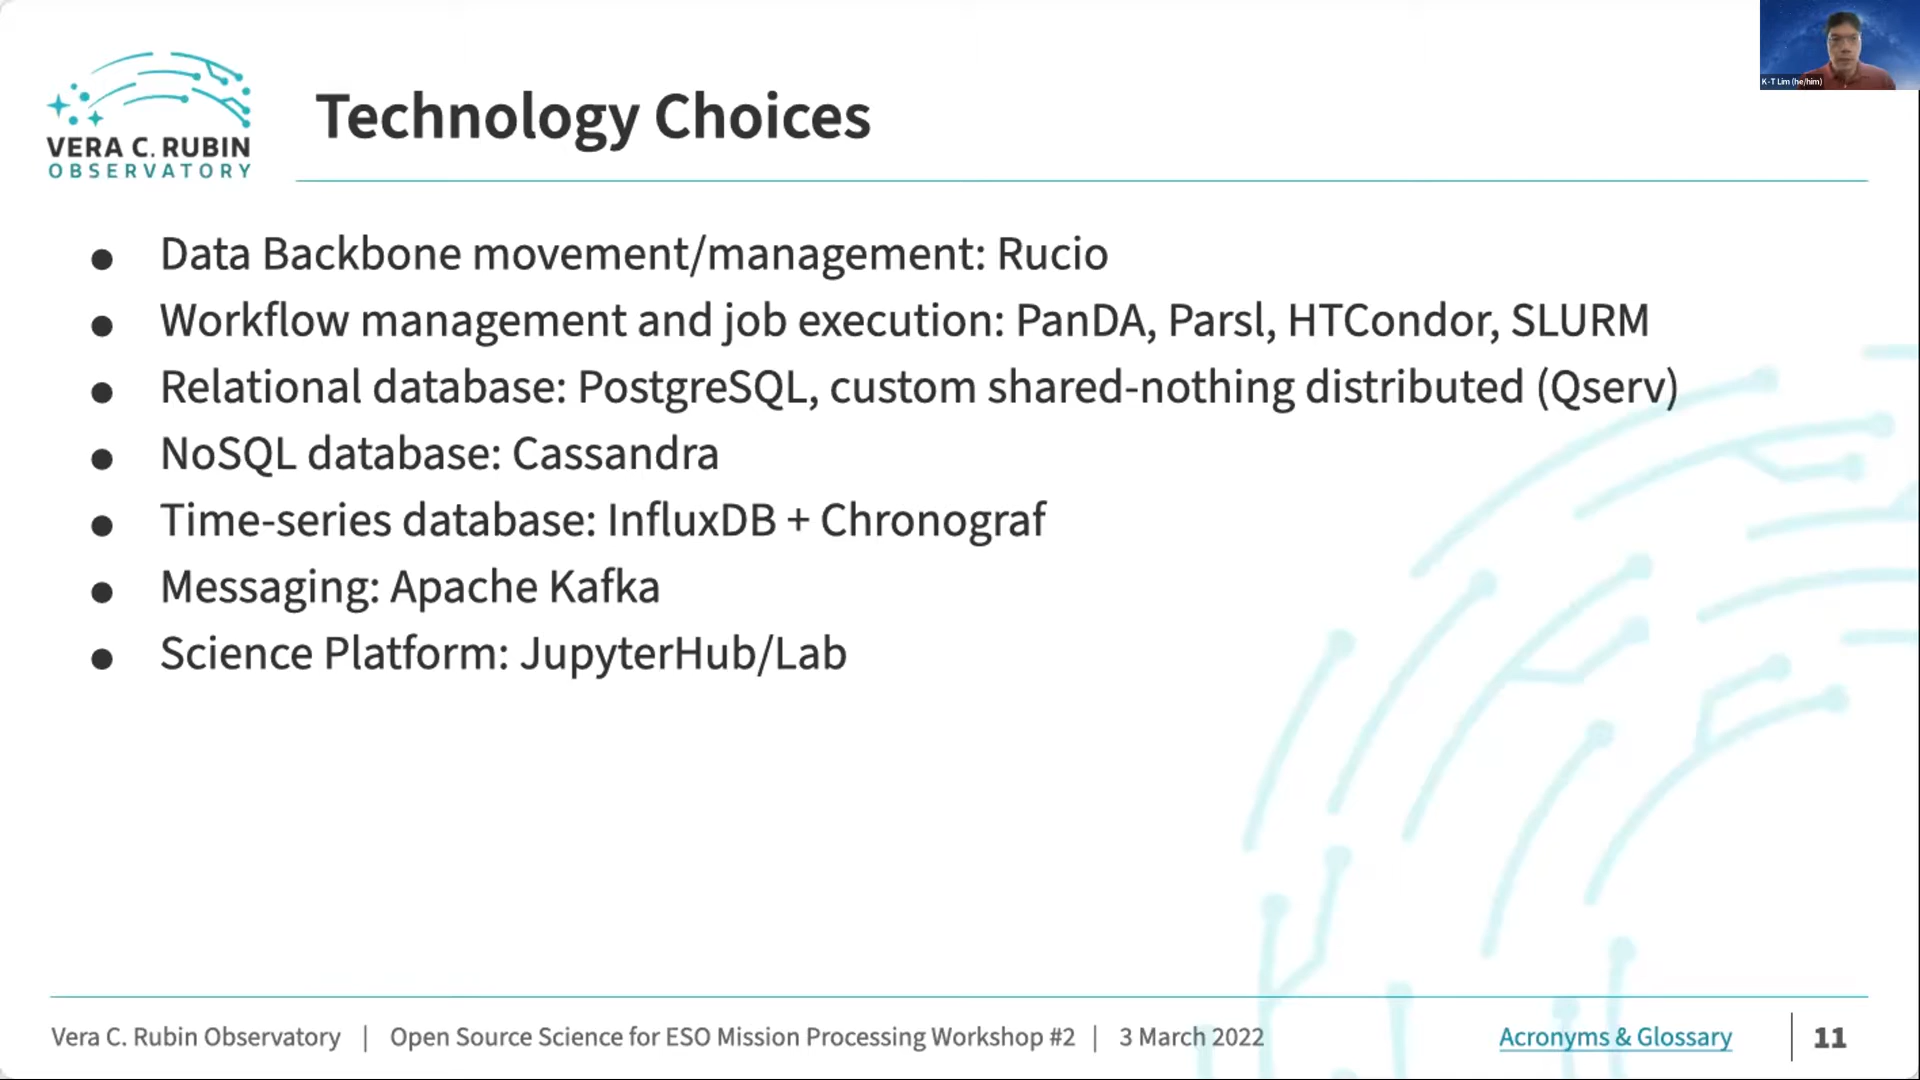 K-T Lim (he/him)
VERA C. RUBIN
OBSERVATORY
Technology Choices
● Data Backbone movement/management: Rucio
● Workflow management and job execution: PanDA, Parsl, HTCondor, SLURM
● Relational database: PostgreSQL, custom shared-nothing distributed (Qserv)
● NoSQL database: Cassandra
● Time-series database: InfluxDB + Chronograf
● Messaging: Apache Kafka
● Science Platform: JupyterHub/Lab
Vera C. Rubin Observatory | Open Source Science for ESO Mission Processing Workshop #2 | 3 March 2022 Acronyms & Glossary | 11